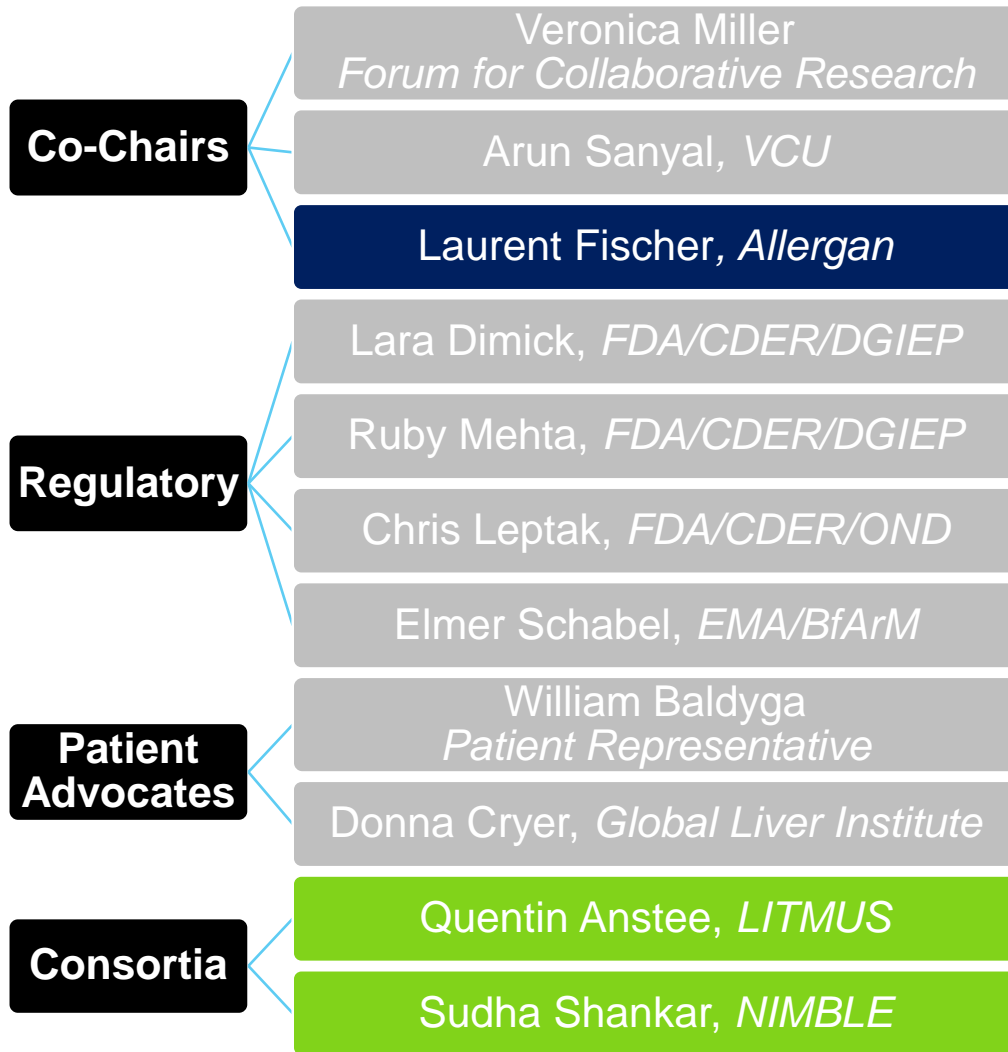 Co-Chairs
Veronica Miller
Forum for Collaborative Research
Arun Sanyal, VCU
Laurent Fischer, Allergan
Regulatory
Lara Dimick, FDA/CDER/DGIEP
Ruby Mehta, FDA/CDER/DGIEP
Chris Leptak, FDA/CDER/OND
Elmer Schabel, EMA/BfArM
Patient
Advocates
William Baldyga
Patient Representative
Donna Cryer, Global Liver Institute
Consortia
Quentin Anstee, LITMUS
Sudha Shankar, NIMBLE